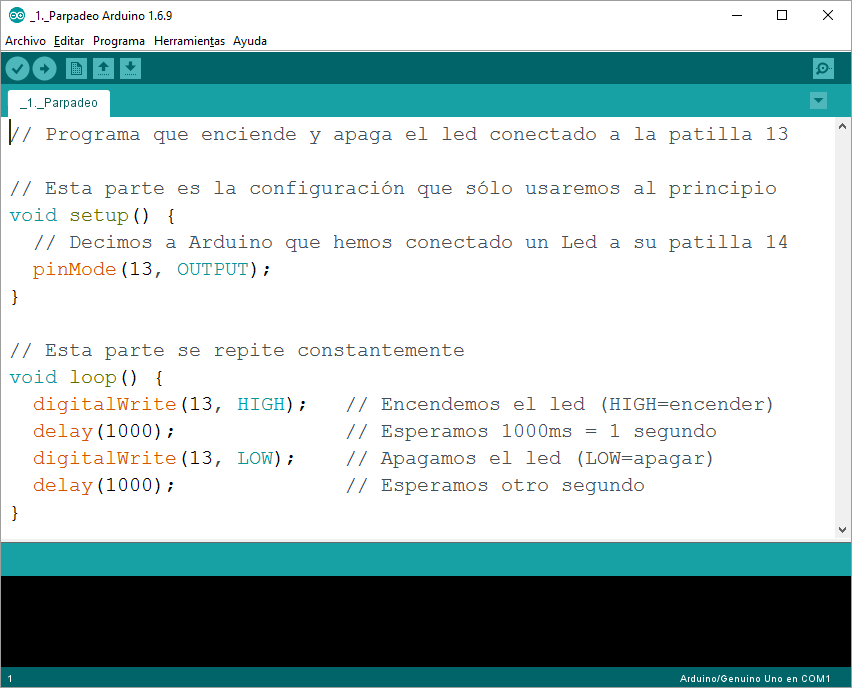 _1._Parpadeo Arduino 1.6.9
Archivo Editar Programa Herramientas Ayuda
_1._Parpadeo
// Programa que enciende y apaga el led conectado a la patilla 13
// Esta parte es la configuración que sólo usaremos al principio
void setup() {
// Decimos a Arduino que hemos conectado un Led a su patilla 14
pinMode(13, OUTPUT);
}
// Esta parte se repite constantemente
void loop() {
digitalWrite(13, HIGH); // Encendemos el led (HIGH=encender)
delay(1000); // Esperamos 1000ms = 1 segundo
digitalWrite(13, LOW); // Apagamos el led (LOW=apagar)
delay(1000); // Esperamos otro segundo
}
1 Arduino/Genuino Uno en COM1